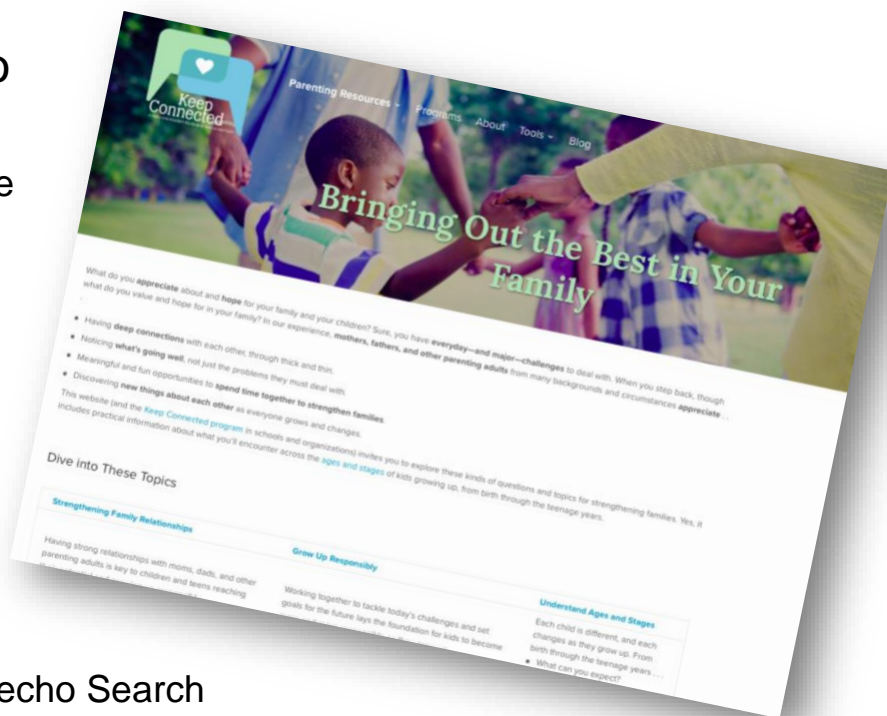 Keep
Connected
Parenting Resources
Programs
About
Tools
Blog
Bringing Out the Best in Your
Family
What do you appreciate about and hope for your family and your children? Sure, you have everyday—and major—challenges to deal with. When you step back, though
what do you value and hope for in your family? In our experience, mothers, fathers, and other parenting adults from many backgrounds and circumstances appreciate . .
.
• Having deep connections with each other, through thick and thin.
• Noticing what's going well, not just the problems they must deal with.
• Meaningful and fun opportunities to spend time together to strengthen families.
• Discovering new things about each other as everyone grows and changes.
This website (and the Keep Connected program in schools and organizations) invites you to explore these kinds of questions and topics for strengthening families. Yes, it
includes practical information about what you'll encounter across the ages and stages of kids growing up, from birth through the teenage years.
Dive into These Topics
Strengthening Family Relationships
Having strong relationships with moms, dads, and other
parenting adults is key to children and teens reaching
Grow Up Responsibly
Working together to tackle today's challenges and set
goals for the future lays the foundation for kids to become
Understand Ages and Stages
Each child is different, and each
changes as they grow up. From
birth through the teenage years . . .
• What can you expect?
echo Search